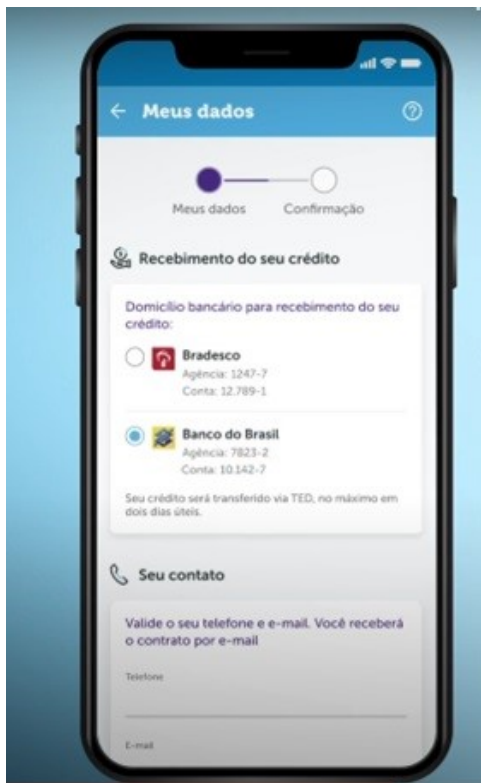 Meus dados
Meus dados
Confirmação
Recebimento do seu crédito
Domicílio bancário para recebimento do seu
crédito:
Bradesco
Agência: 1247-7
Conta: 12.789-1
Banco do Brasil
Agência: 7823-2
Conta: 10.142-7
Seu crédito será transferido via TED, no máximo em
dois dias úteis.
Seu contato
Valide o seu telefone e e-mail. Você receberá
o contrato por e-mail
Telefone
E-mail